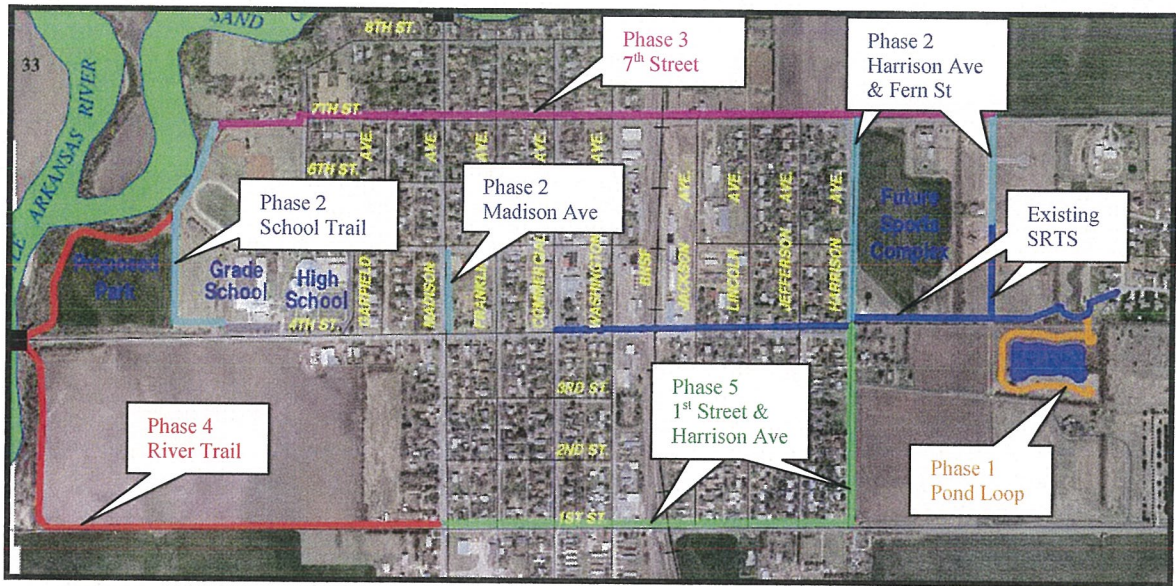 SAND
C
8TH ST.
33
LE ARKANSAS RIVER
Phase 3
7th Street
Phase 2
Harrison Ave
& Fern St
7TH ST.
6TH ST.
AVE.
AVE.
AVE.
AVE.
AVE.
AVE.
AVE.
AVE.
AVE.
Phase 2
School Trail
Phase 2
Madison Ave
Future
Sports
Complex
Existing
SRTS
Proposed
Park
Grade
School
High
School
GARFIELD
MADISON
FRANKLIN
COMMERCIAL
WASHINGTON
BNSF
JACKSON
LINCOLN
JEFFERSON
HARRISON
4TH ST.
3RD ST.
Phase 5
1st Street &
Harrison Ave
Phase 4
River Trail
2ND ST.
Phase 1
Pond Loop
1ST ST.